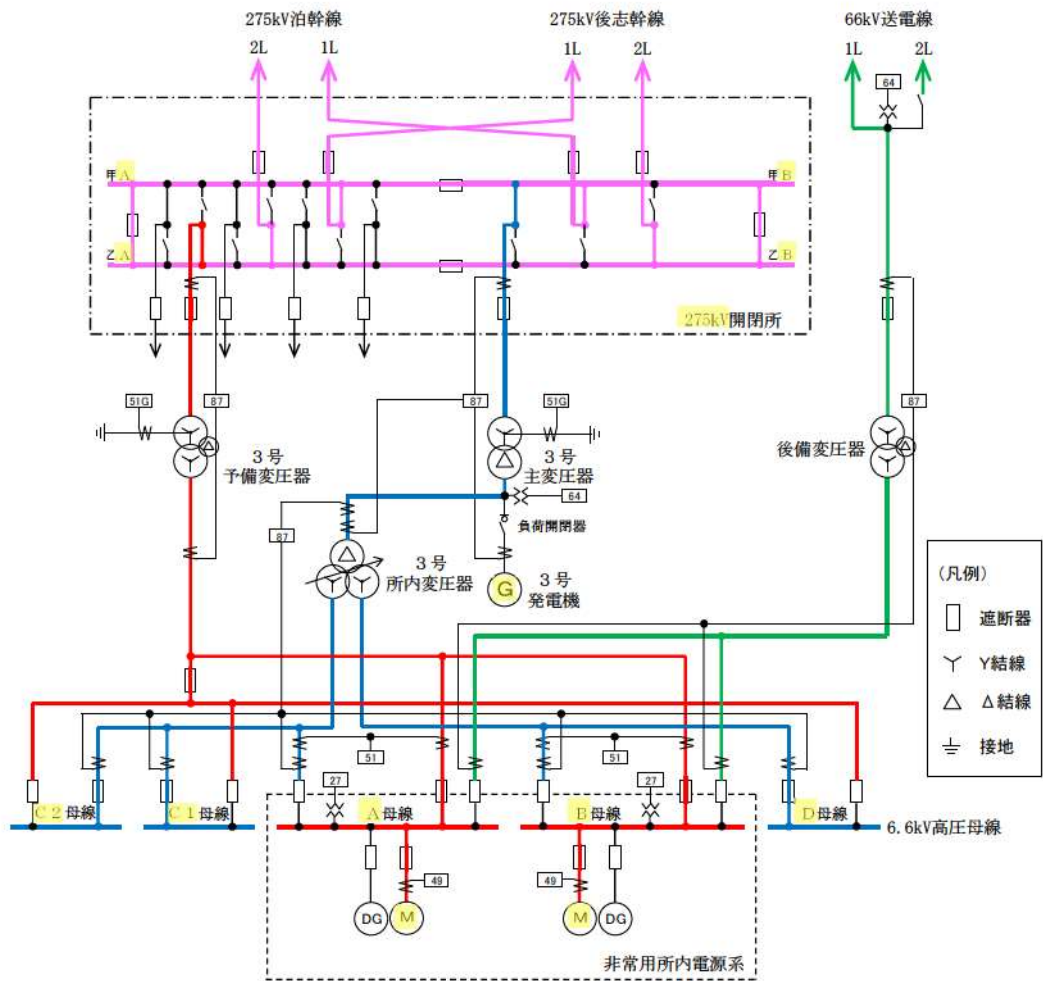 275kV泊幹線
275kV後志幹線
66kV送電線
2L
1L
1L
2L
1L
2L
64
甲A
甲B
乙A
乙B
275kV開閉所
51G
87
87
51G
87
3号
予備変圧器
3号
主変圧器
後備変圧器
64
負荷開閉器
87
3号
所内変圧器
G
3号
発電機
(凡例)
遮断器
Y結線
Δ結線
接地
51
51
27
27
C2母線
C1母線
A母線
B母線
D母線
6.6kV高圧母線
49
49
DG
M
M
DG
非常用所内電源系